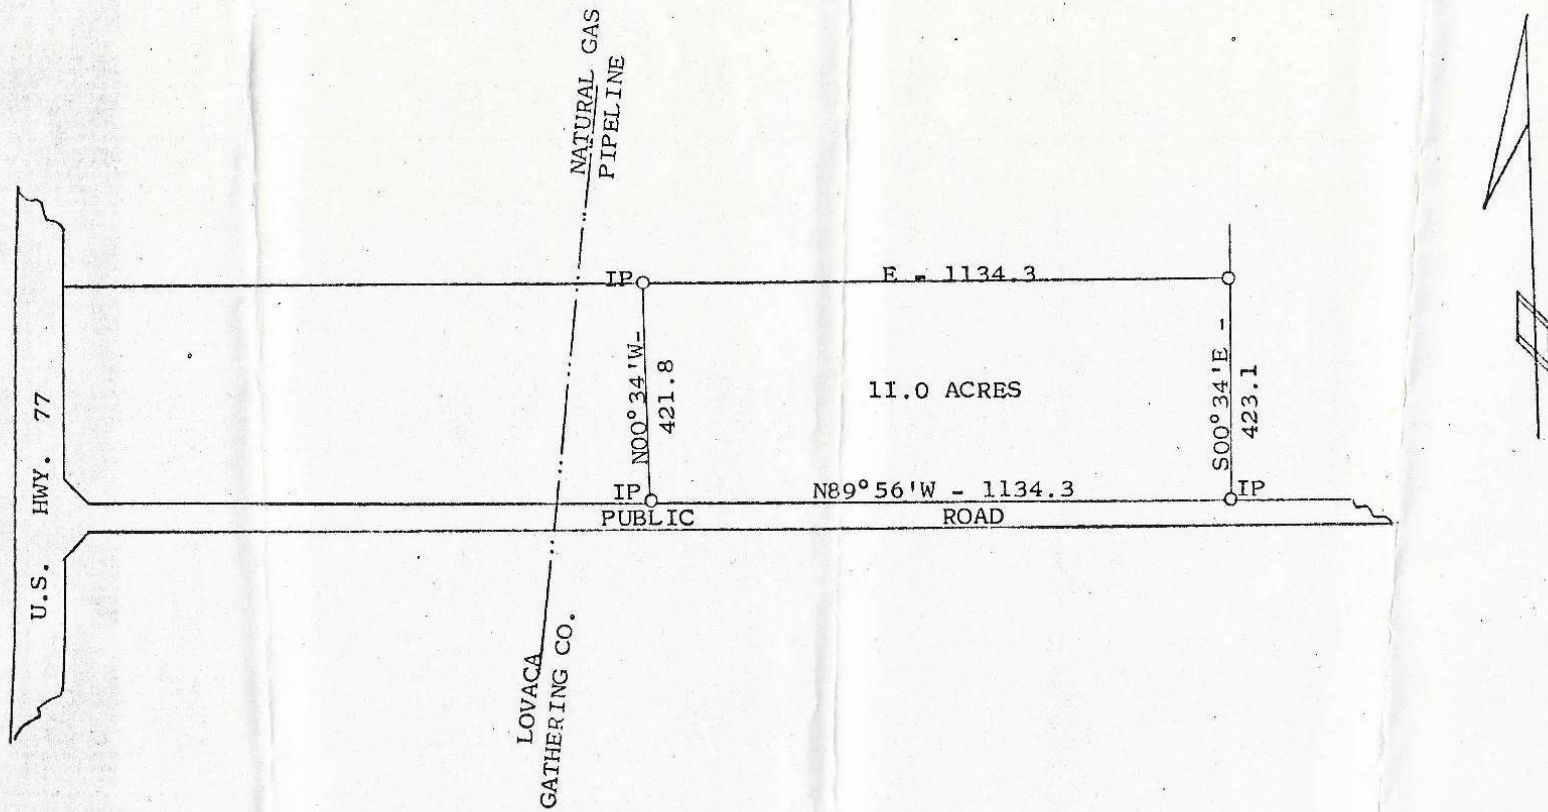 NATURAL GAS
PIPELINE
IP
E - 1134.3
U.S. HWY. 77
N00°34'W-
421.8
11.0 ACRES
S00°34'E -
423.1
IP
N89°56'W - 1134.3
IP
PUBLIC ROAD
LOVACA
GATHERING CO.